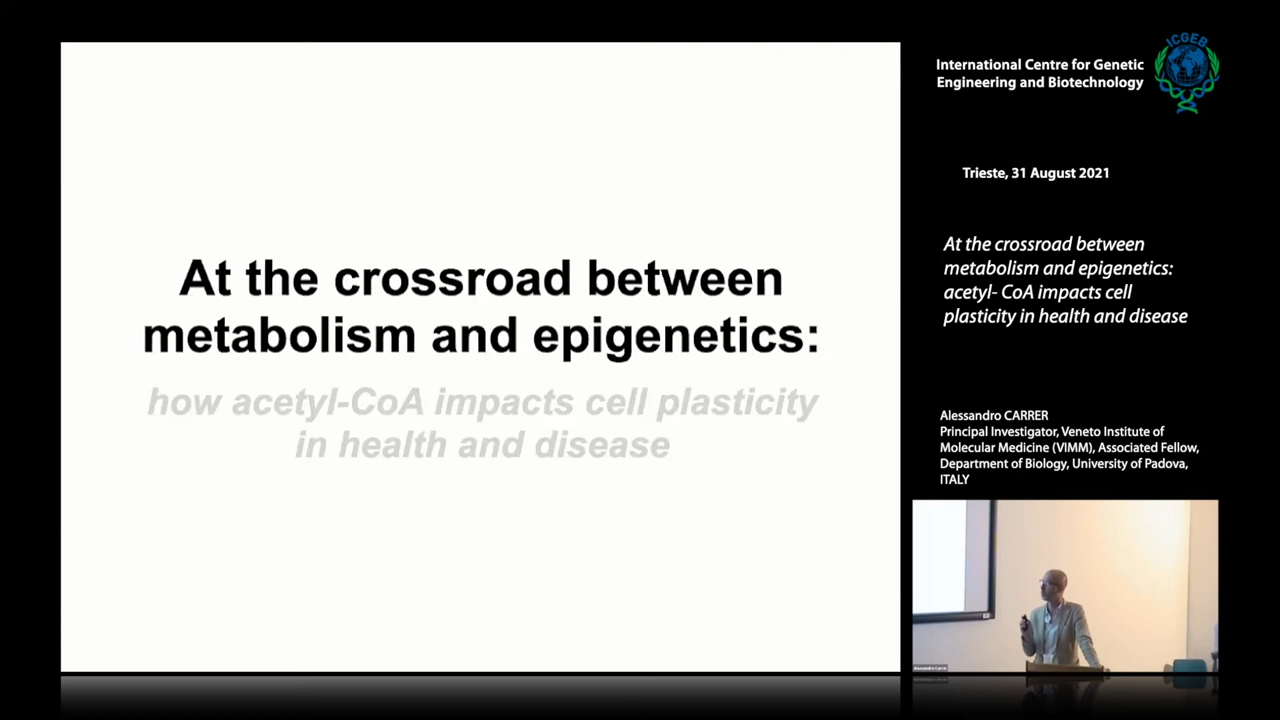 At the crossroad between
metabolism and epigenetics:
how acetyl-CoA impacts cell plasticity
in health and disease
International Centre for Genetic
Engineering and Biotechnology
ICGEB
Trieste, 31 August 2021
At the crossroad between
metabolism and epigenetics:
acetyl- CoA impacts cell
plasticity in health and disease
Alessandro CARRER
Principal Investigator, Veneto Institute of
Molecular Medicine (VIMM), Associated Fellow,
Department of Biology, University of Padova,
ITALY
Alessandro Carrer